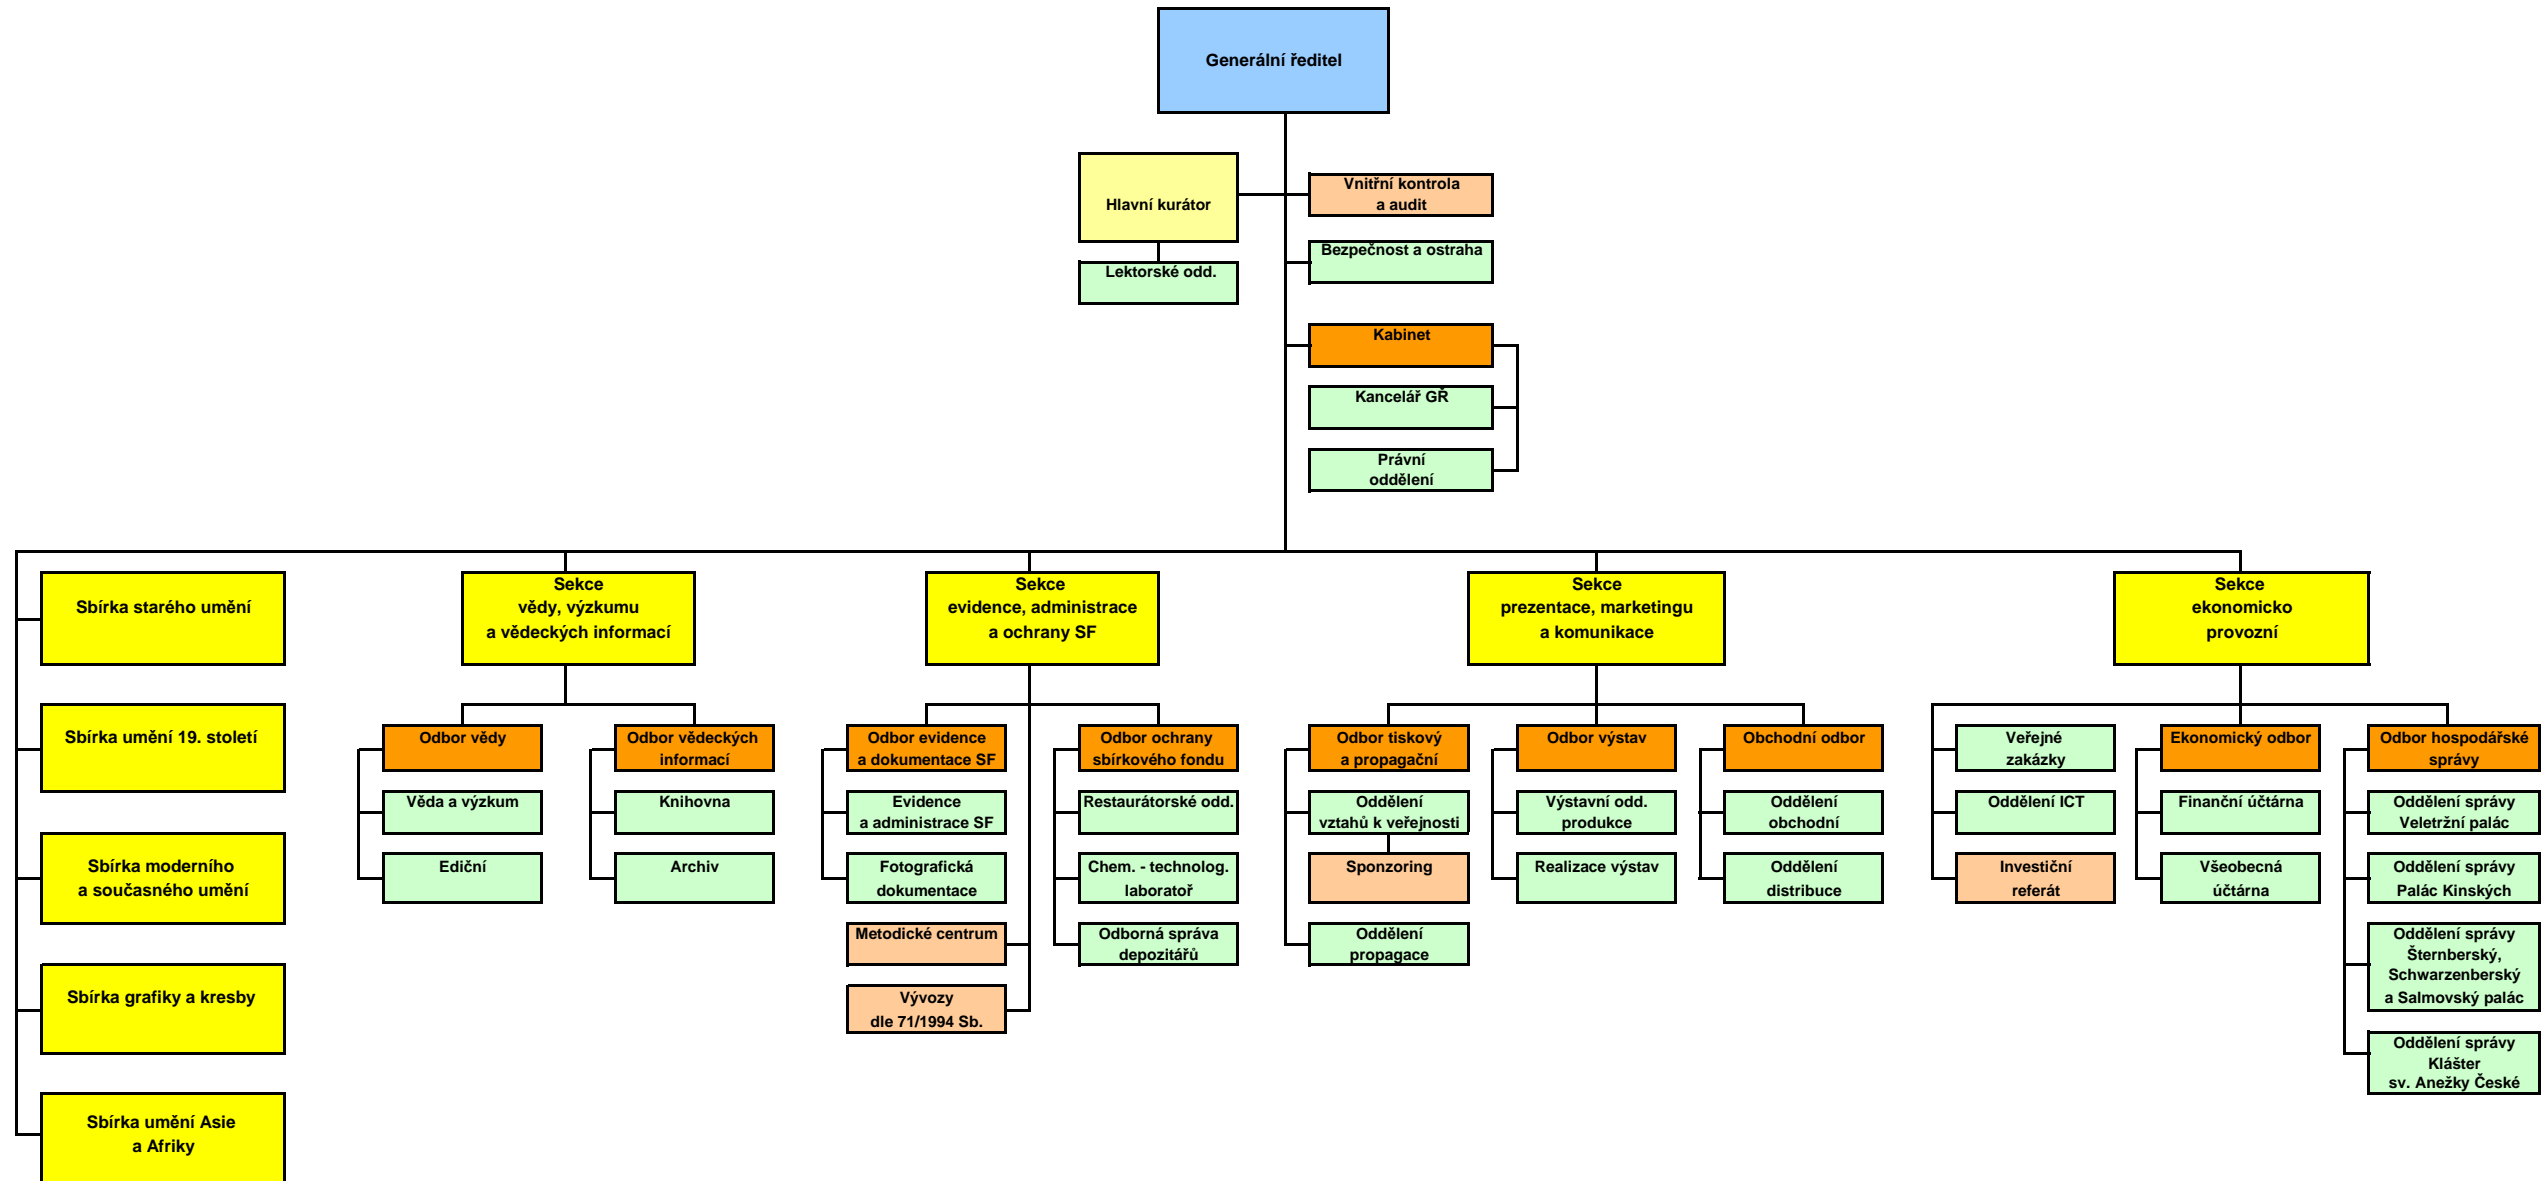 Generální ředitel
Hlavní kurátor
Vnitřní kontrola
a audit
Bezpečnost a ostraha
Lektorské odd.
Kabinet
Kancelář GŘ
Právní
oddělení
Sbírka starého umění
Sbírka umění 19. století
Sbírka moderního
a současného umění
Sbírka grafiky a kresby
Sbírka umění Asie
a Afriky
Sekce
vědy, výzkumu
a vědeckých informací
Odbor vědy
Věda a výzkum
Ediční
Odbor vědeckých
informací
Knihovna
Archiv
Sekce
evidence, administrace
a ochrany SF
Odbor evidence
a dokumentace SF
Evidence
a administrace SF
Fotografická
dokumentace
Metodické centrum
Vývozy
dle 71/1994 Sb.
Odbor ochrany
sbírkového fondu
Restaurátorské odd.
Chem. - technolog.
laboratoř
Odborná správa
depozitářů
Sekce
prezentace, marketingu
a komunikace
Odbor tiskový
a propagační
Oddělení
vztahů k veřejnosti
Sponzoring
Oddělení
propagace
Odbor výstav
Výstavní odd.
produkce
Realizace výstav
Obchodní odbor
Oddělení
obchodní
Oddělení
distribuce
Sekce
ekonomicko
provozní
Veřejné
zakázky
Oddělení ICT
Investiční
referát
Ekonomický odbor
Finanční účtárna
Všeobecná
účtárna
Odbor hospodářské
správy
Oddělení správy
Veletržní palác
Oddělení správy
Palác Kinských
Oddělení správy
Šternberský,
Schwarzenberský
a Salmovský palác
Oddělení správy
Klášter
sv. Anežky České